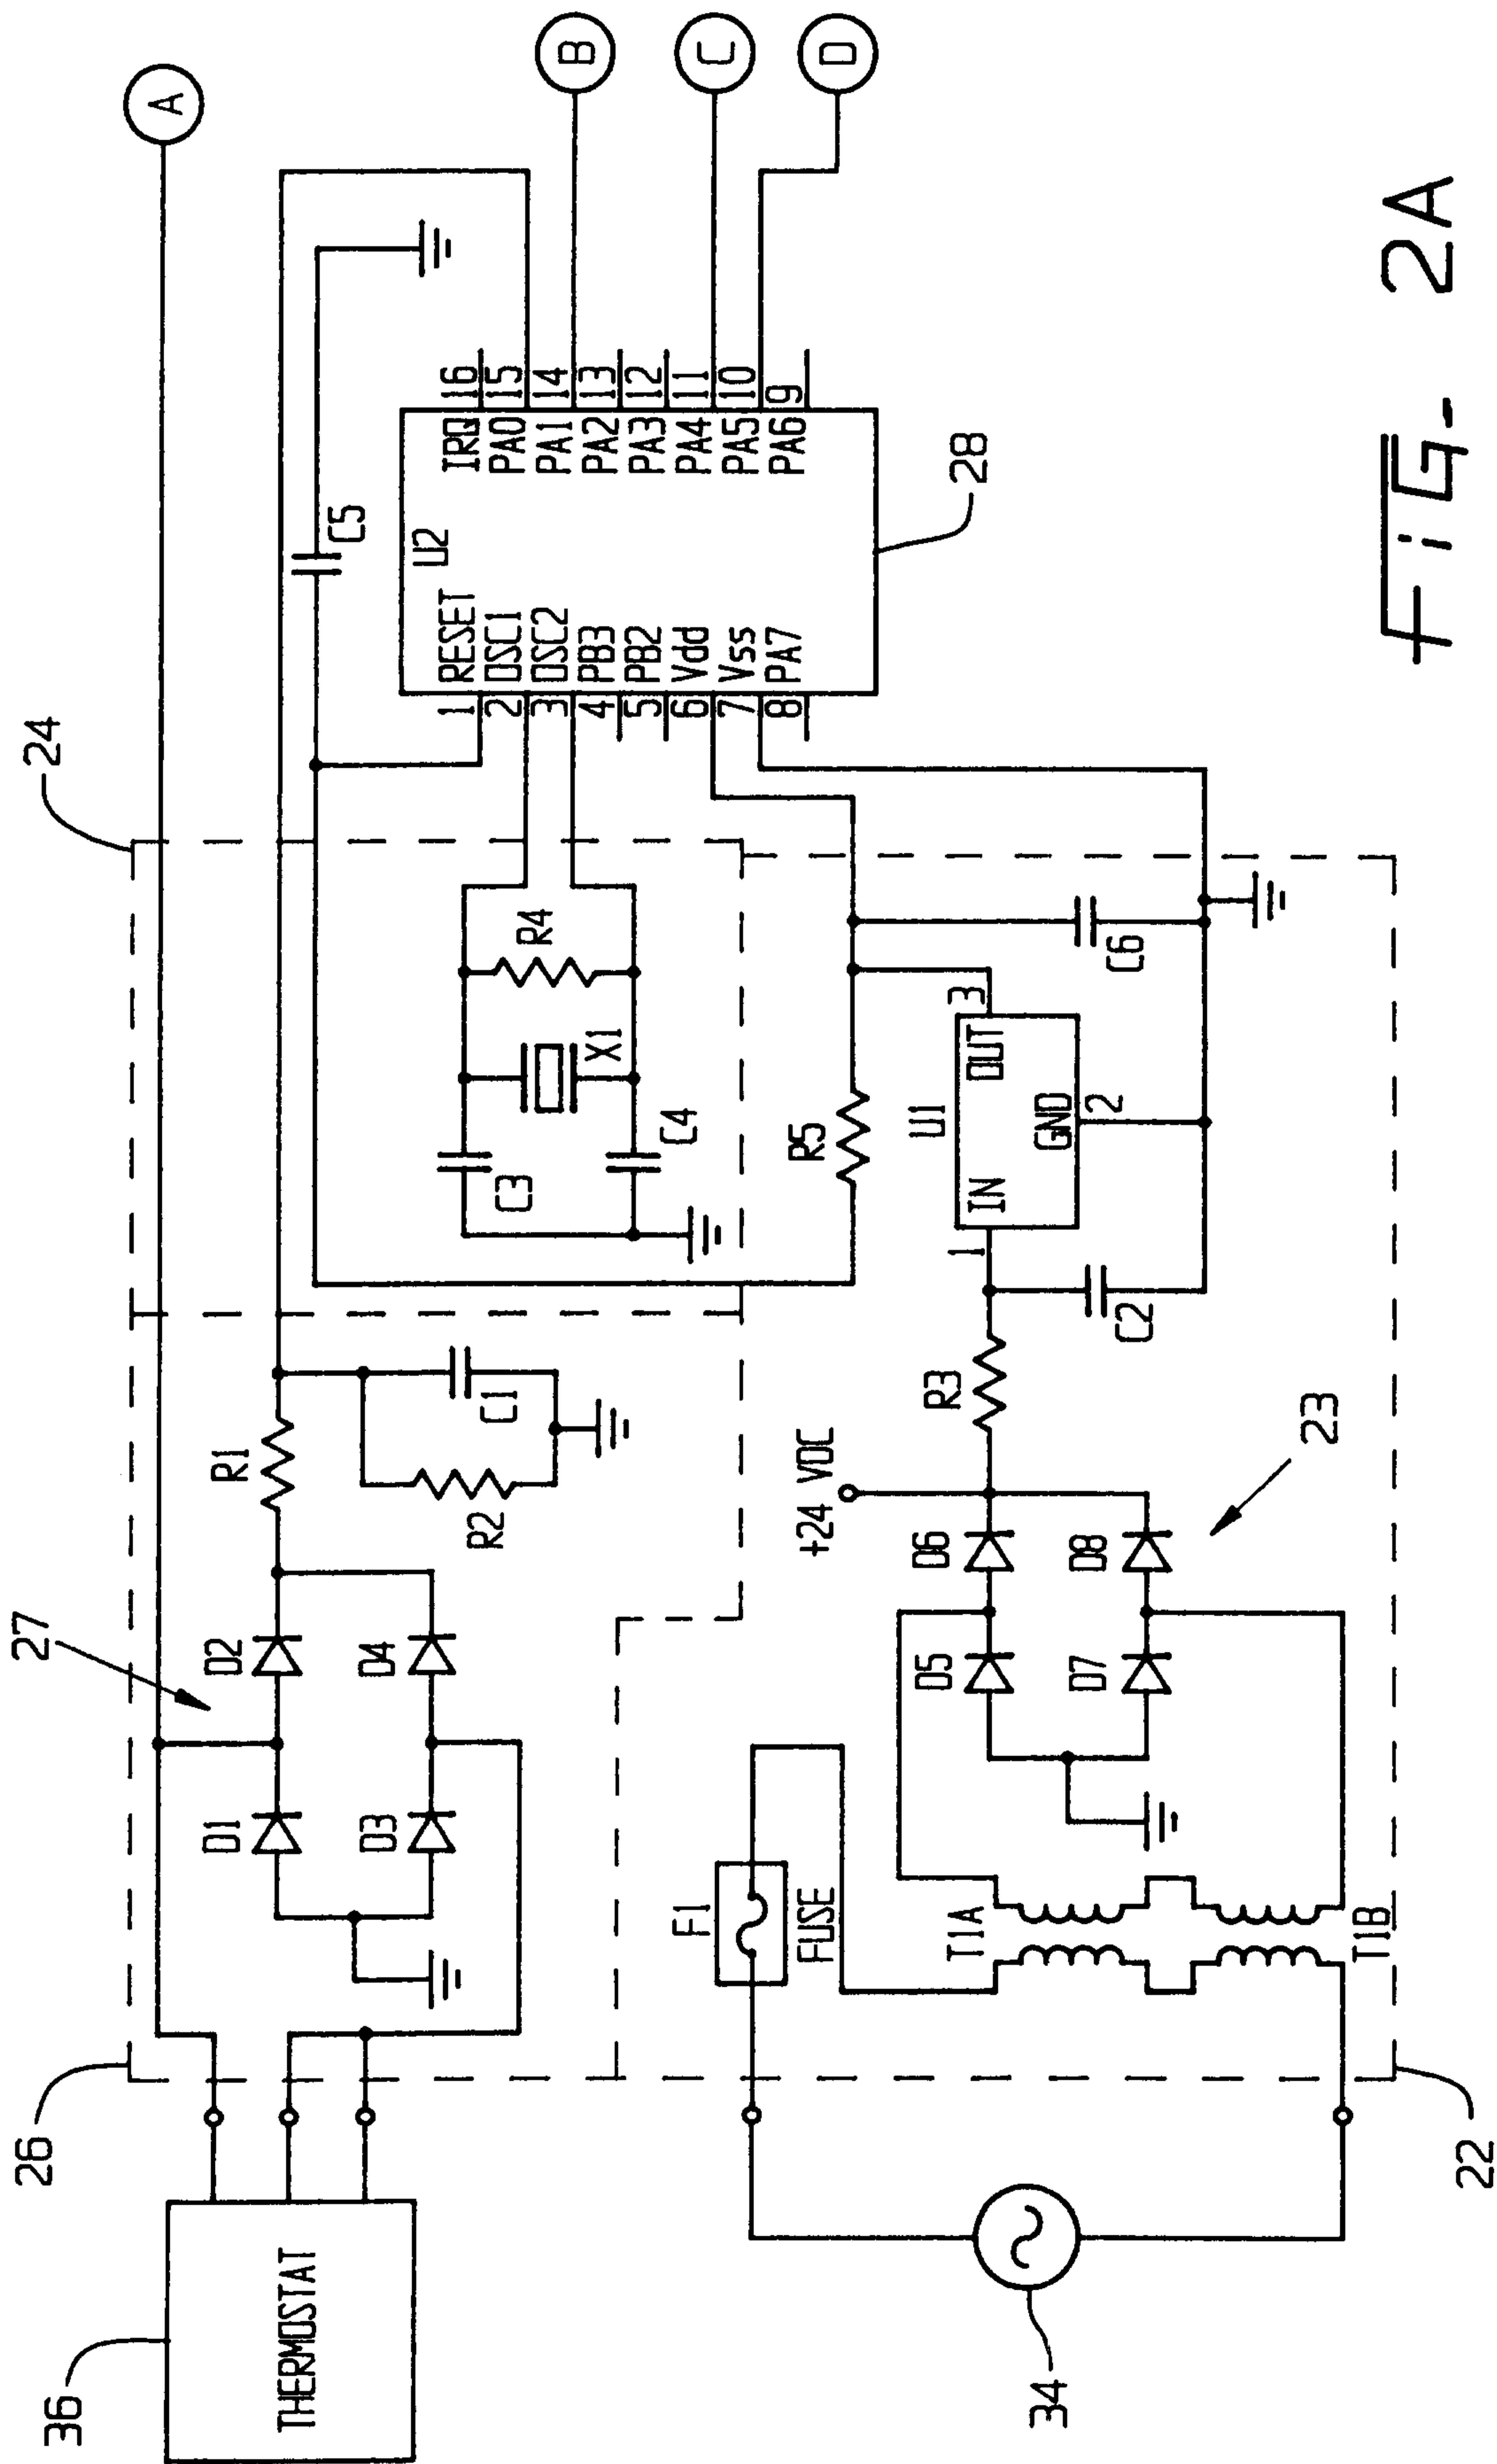 A
B
C
D
24
27
26
36
THERMOSTAT
D1
D2
D3
D4
R1
R2
C1
C3
C4
X1
R4
C5
U2
28
1 RESET
2 OSC1
3 OSC2
4 PB3
5 PB2
6 Vdd
7 Vss
8 PA7
IRQ 16
PA0 15
PA1 14
PA2 13
PA3 12
PA4 11
PA5 10
PA6 9
R5
F1
FUSE
T1A
T1B
D5
D6
D7
D8
+24 VDC
R3
C2
1
IN
U1
OUT
3
GND
2
C6
23
34
22
FiG- 2A